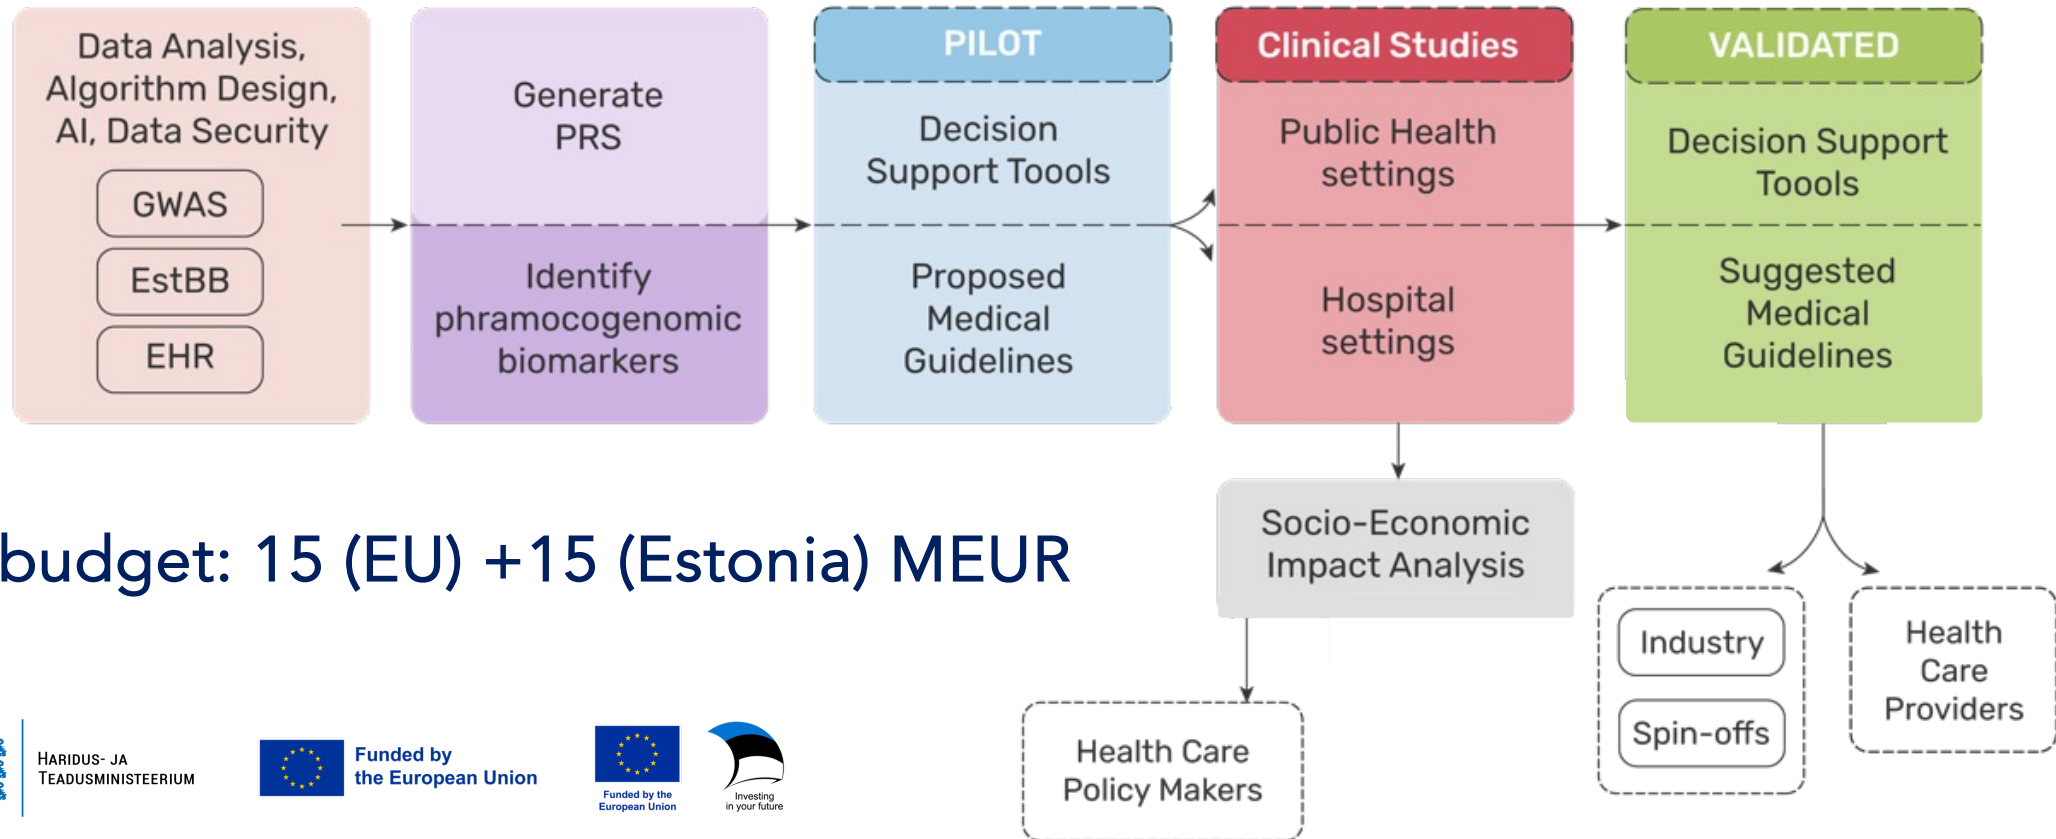 Data Analysis,
Algorithm Design,
AI, Data Security
GWAS
EstBB
EHR
Generate
PRS
Identify
phramocogenomic
biomarkers
PILOT
Decision
Support Toools
Proposed
Medical
Guidelines
Clinical Studies
Public Health
settings
Hospital
settings
VALIDATED
Decision Support
Toools
Suggested
Medical
Guidelines
Socio-Economic
Impact Analysis
budget: 15 (EU) +15 (Estonia) MEUR
Industry
Spin-offs
Health
Care
Providers
Health Care
Policy Makers
HARIDUS- JA
TEADUSMINISTEERIUM
Funded by
the European Union
Funded by the
European Union
Investing
in your future